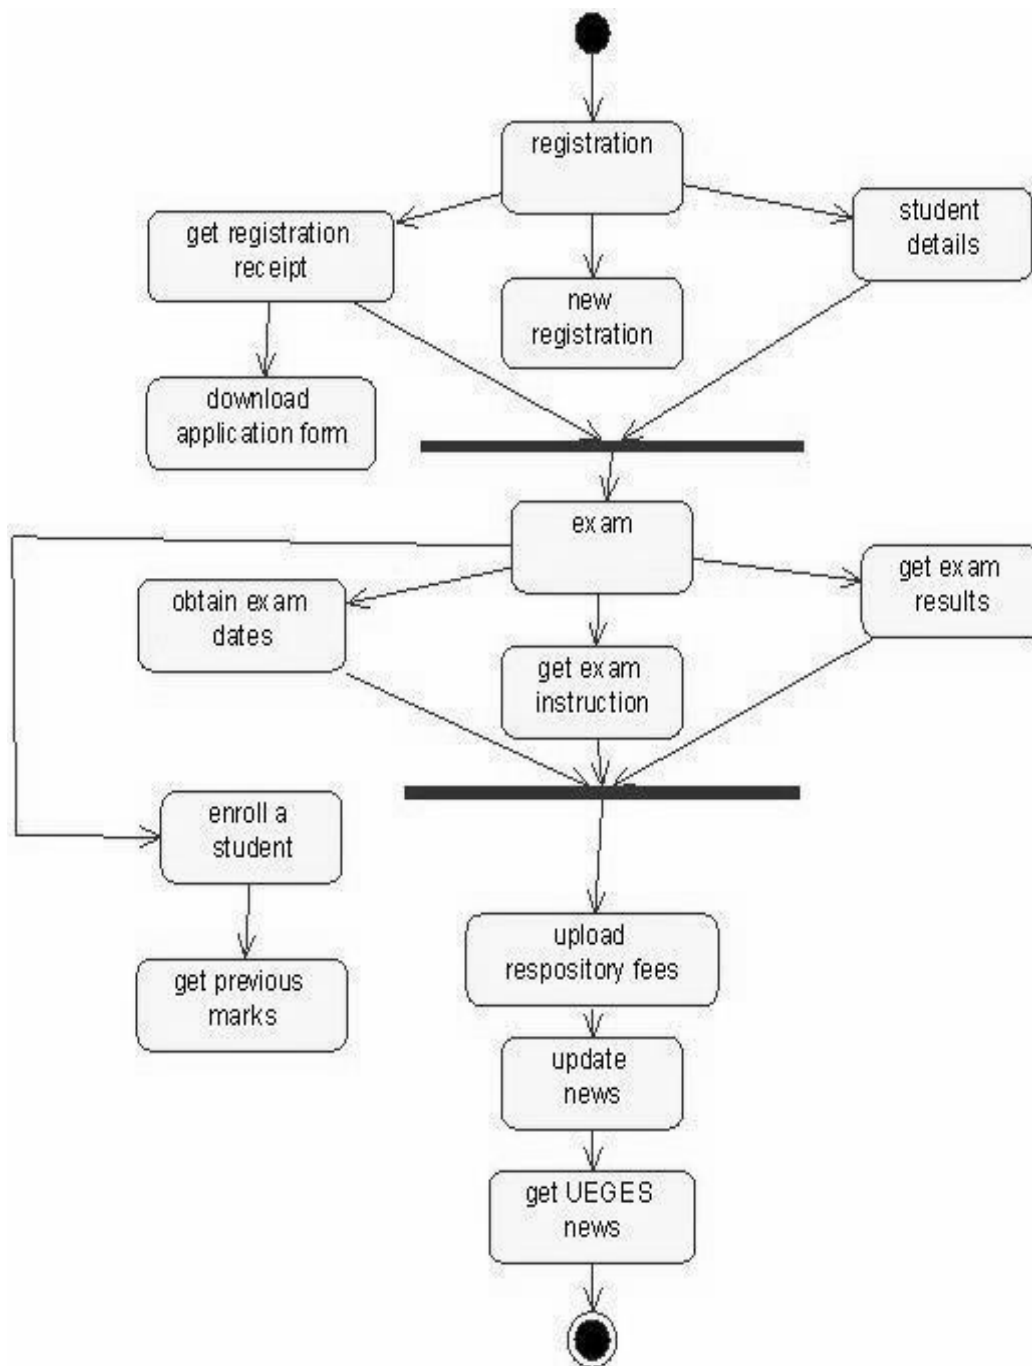 registration
get registration
receipt
student
details
new
registration
download
application form
exam
get exam
results
obtain exam
dates
get exam
instruction
enroll a
student
upload
respository fees
get previous
marks
update
news
get UEGES
news